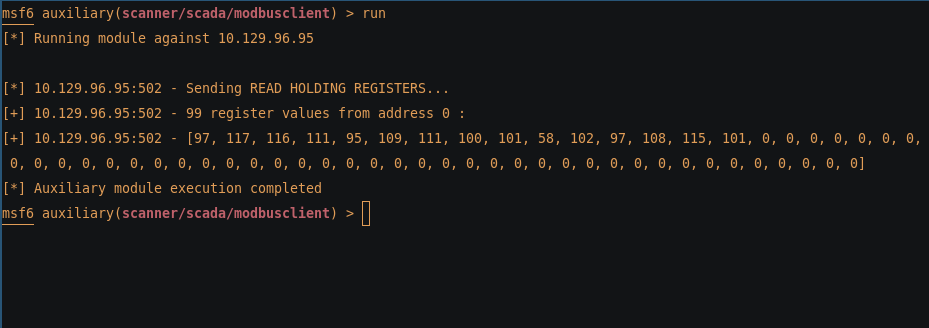 msf6 auxiliary(scanner/scada/modbusclient) > run
[*] Running module against 10.129.96.95
[*] 10.129.96.95:502 - Sending READ HOLDING REGISTERS...
[+] 10.129.96.95:502 - 99 register values from address 0 :
[+] 10.129.96.95:502 - [97, 117, 116, 111, 95, 109, 111, 100, 101, 58, 102, 97, 108, 115, 101, 0, 0, 0, 0, 0, 0, 0,
0, 0, 0, 0, 0, 0, 0, 0, 0, 0, 0, 0, 0, 0, 0, 0, 0, 0, 0, 0, 0, 0, 0, 0, 0, 0, 0, 0, 0, 0, 0, 0, 0, 0]
[*] Auxiliary module execution completed
msf6 auxiliary(scanner/scada/modbusclient) >